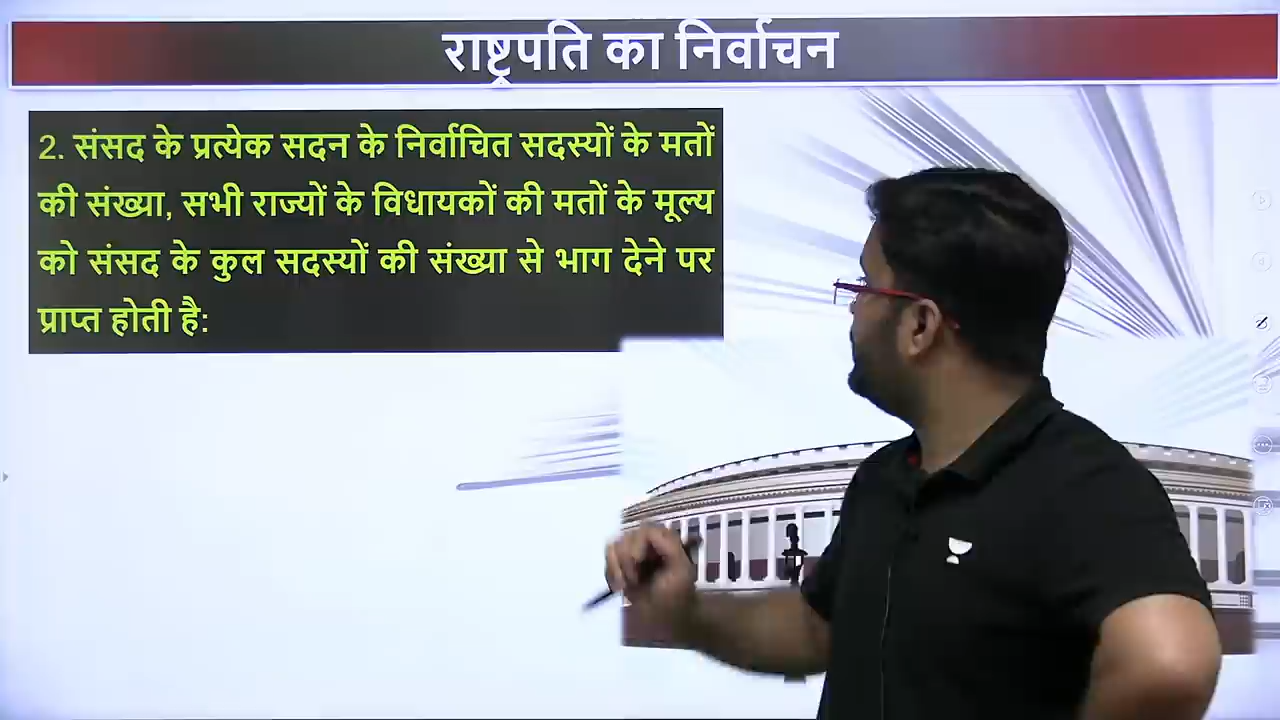 राष्ट्रपति का निर्वाचन
2. संसद के प्रत्येक सदन के निर्वाचित सदस्यों के मतों
की संख्या, सभी राज्यों के विधायकों की मतों के मूल्य
को संसद के कुल सदस्यों की संख्या से भाग देने पर
प्राप्त होती है: